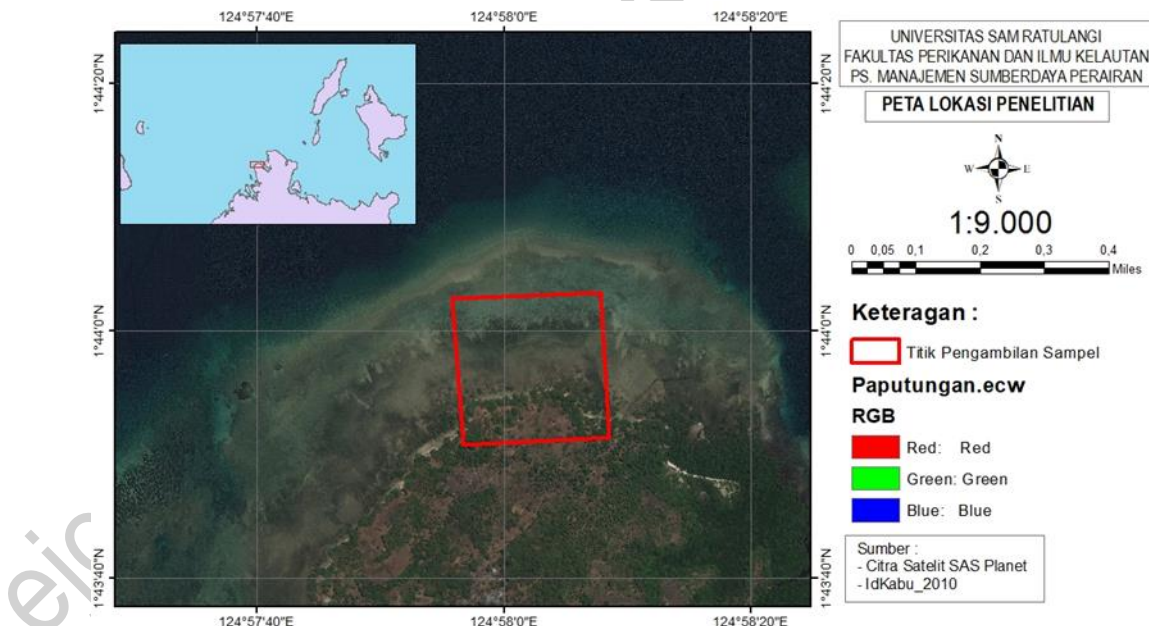 124°57'40"E 124°58'0"E 124°58'20"E
1°44'20"N 1°44'20"N
1°44'0"N 1°44'0"N
1°43'40"N 1°43'40"N
124°57'40"E 124°58'0"E 124°58'20"E
UNIVERSITAS SAM RATULANGI
FAKULTAS PERIKANAN DAN ILMU KELAUTAN
PS. MANAJEMEN SUMBERDAYA PERAIRAN
PETA LOKASI PENELITIAN
N
W E
S
1:9.000
0 0,05 0,1 0,2 0,3 0,4
Miles
Keteragan :
Titik Pengambilan Sampel
Paputungan.ecw
RGB
Red: Red
Green: Green
Blue: Blue
Sumber :
- Citra Satelit SAS Planet
- IdKabu_2010